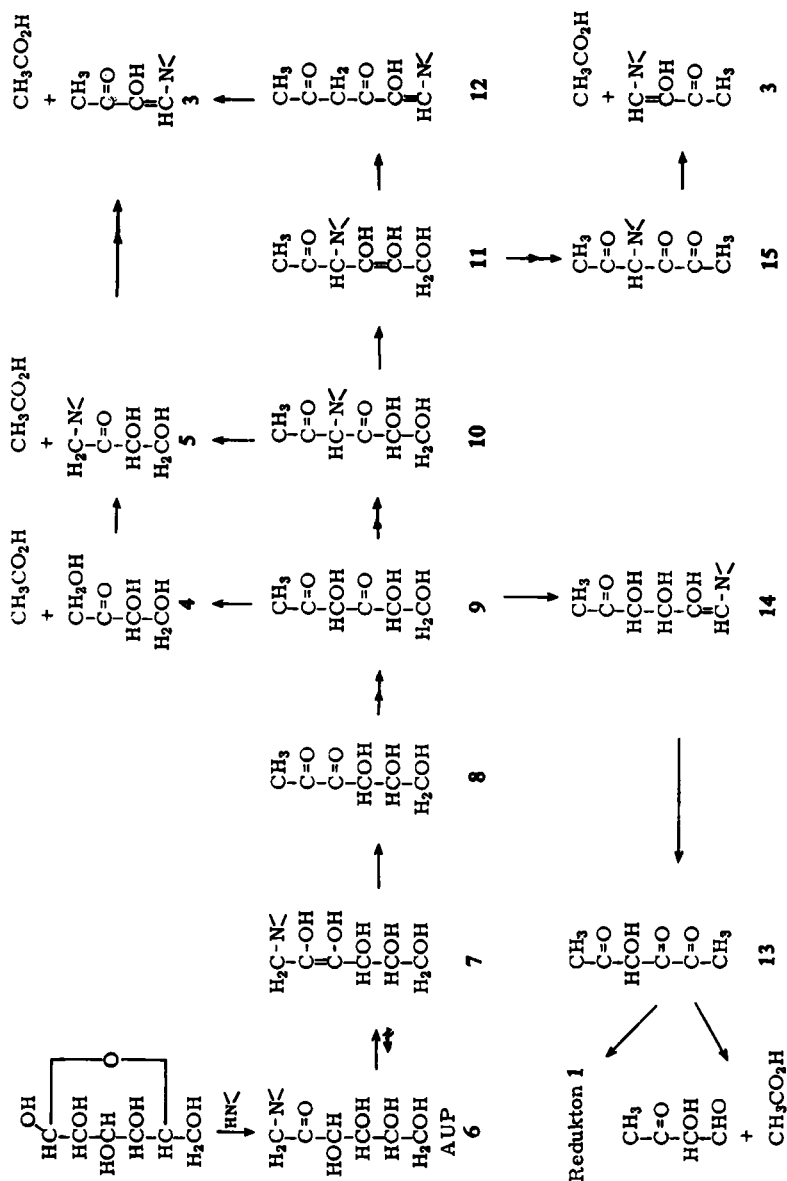 OH
HC
HCOH
HOCH
HCOH
HC
H₂COH
O
HN<
CH₃CO₂H
+
CH₂OH
C=O
HCOH
H₂COH
4
CH₃CO₂H
+
H₂C-N<
C=O
HCOH
H₂COH
5
CH₃CO₂H
+
CH₃
C=O
COH
HC-N<
3
H₂C-N<
C=O
HOCH
HCOH
HCOH
H₂COH
AUP
6
H₂C-N<
C-OH
C-OH
HCOH
HCOH
H₂COH
7
CH₃
C=O
C=O
HCOH
HCOH
H₂COH
8
CH₃
C=O
HCOH
C=O
HCOH
H₂COH
9
CH₃
C=O
HC-N<
C=O
HCOH
H₂COH
10
CH₃
C=O
HC-N<
COH
COH
H₂COH
11
CH₃
C=O
CH₂
C=O
COH
HC-N<
12
Redukton 1
CH₃
C=O
HCOH
CHO
+
CH₃CO₂H
CH₃
C=O
HCOH
C=O
C=O
CH₃
13
CH₃
C=O
HCOH
HCOH
COH
HC-N<
14
CH₃
C=O
HC-N<
C=O
C=O
CH₃
15
CH₃CO₂H
+
HC-N<
COH
C=O
CH₃
3